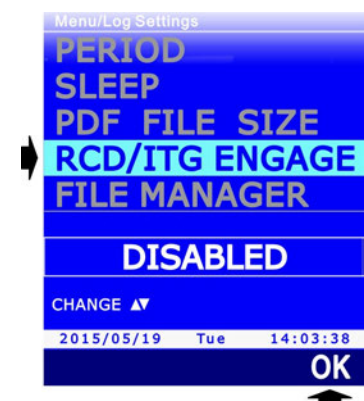 Menu/Log Settings
PERIOD
SLEEP
PDF FILE SIZE
RCD/ITG ENGAGE
FILE MANAGER
DISABLED
CHANGE ▲▼
2015/05/19 Tue 14:03:38
OK